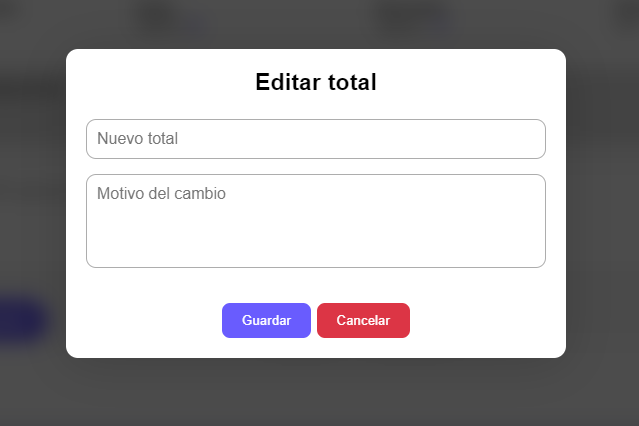 Editar total
Nuevo total
Motivo del cambio
Guardar Cancelar